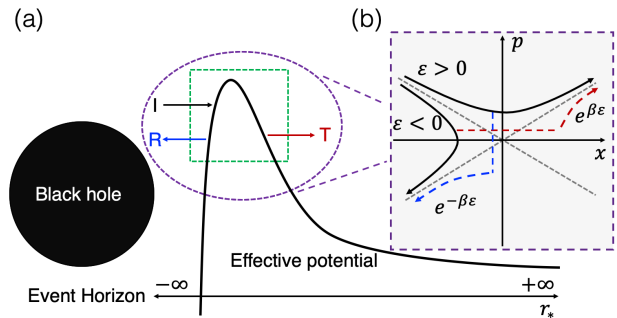 (a)
(b)
p
ε > 0
I
R
T
ε < 0
e^{βε}
x
e^{-βε}
Black hole
Effective potential
Event Horizon
−∞
+∞
r_*